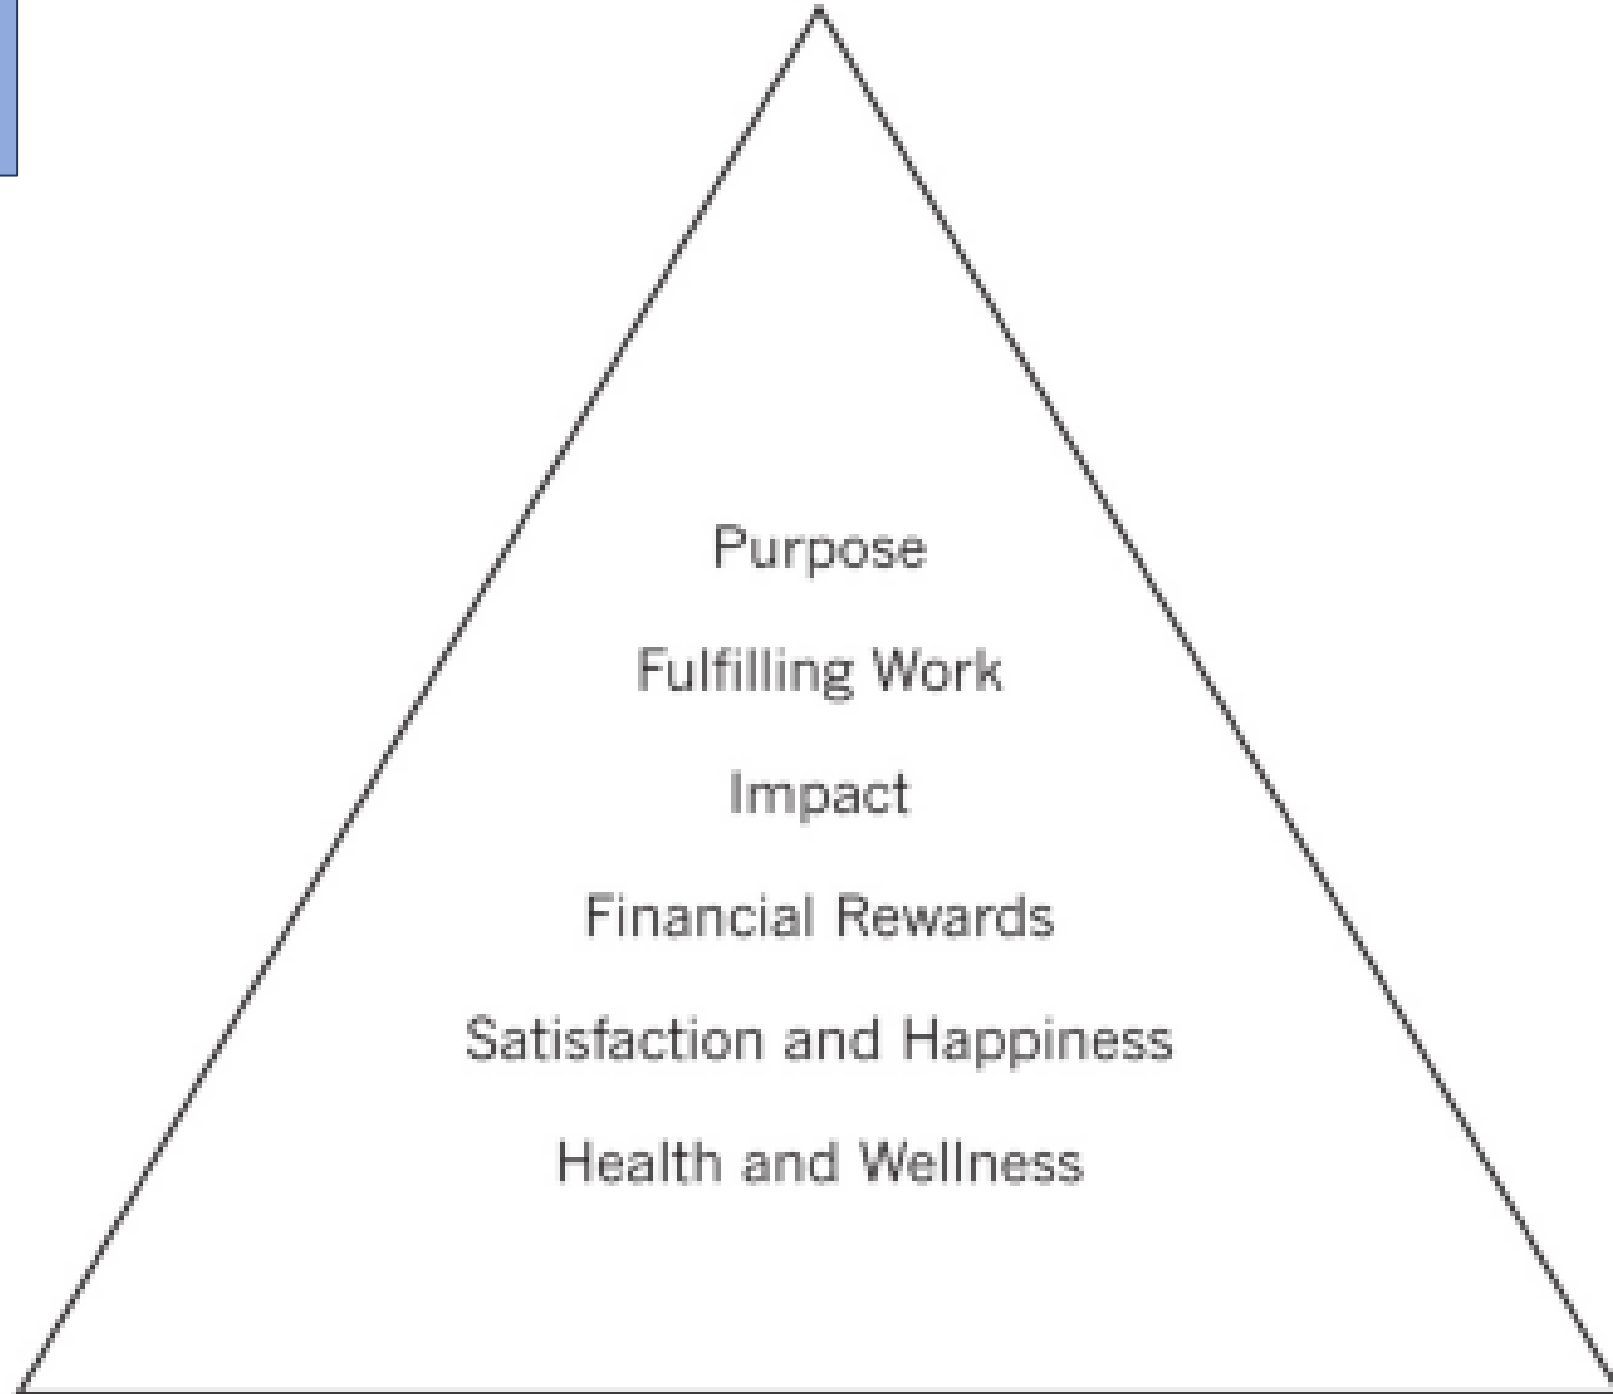 Purpose
Fulfilling Work
Impact
Financial Rewards
Satisfaction and Happiness
Health and Wellness